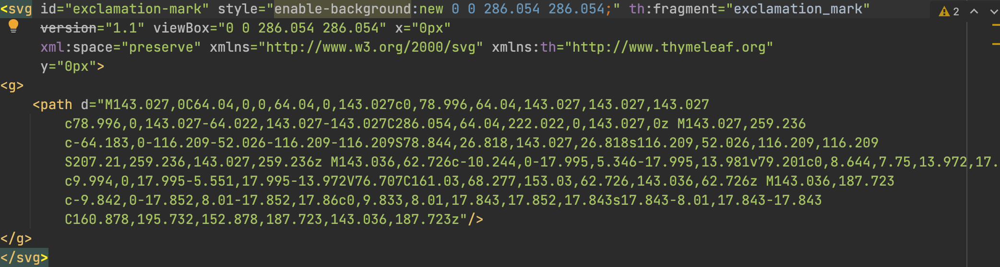 <svg id="exclamation-mark" style="enable-background:new 0 0 286.054 286.054;" th:fragment="exclamation_mark"
2
version="1.1" viewBox="0 0 286.054 286.054" x="0px"
xml:space="preserve" xmlns="http://www.w3.org/2000/svg" xmlns:th="http://www.thymeleaf.org"
y="0px">
<g>
<path d="M143.027,0C64.04,0,0,64.04,0,143.027c0,78.996,64.04,143.027,143.027,143.027
c78.996,0,143.027-64.022,143.027-143.027C286.054,64.04,222.022,0,143.027,0z M143.027,259.236
c-64.183,0-116.209-52.026-116.209-116.209S78.844,26.818,143.027,26.818s116.209,52.026,116.209,116.209
S207.21,259.236,143.027,259.236z M143.036,62.726c-10.244,0-17.995,5.346-17.995,13.981v79.201c0,8.644,7.75,13.972,17.
c9.994,0,17.995-5.551,17.995-13.972V76.707C161.03,68.277,153.03,62.726,143.036,62.726z M143.036,187.723
c-9.842,0-17.852,8.01-17.852,17.86c0,9.833,8.01,17.843,17.852,17.843s17.843-8.01,17.843-17.843
C160.878,195.732,152.878,187.723,143.036,187.723z"/>
</g>
</svg>